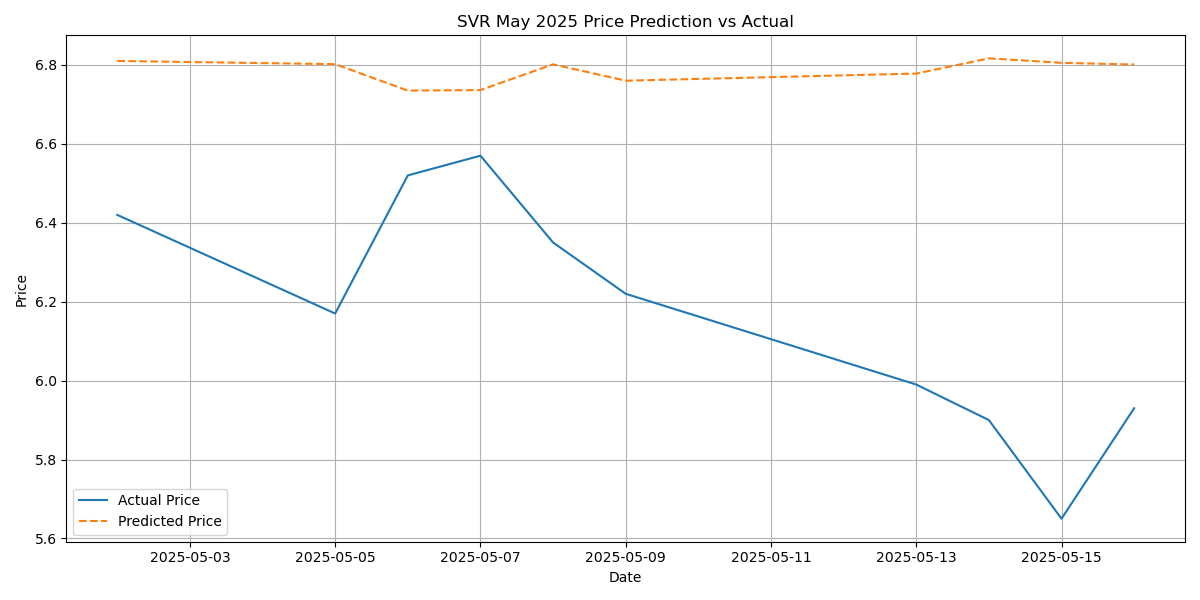 SVR May 2025 Price Prediction vs Actual
6.8
6.6
6.4
6.2
6.0
5.8
5.6
Price
Actual Price
Predicted Price
2025-05-03 2025-05-05 2025-05-07 2025-05-09 2025-05-11 2025-05-13 2025-05-15
Date